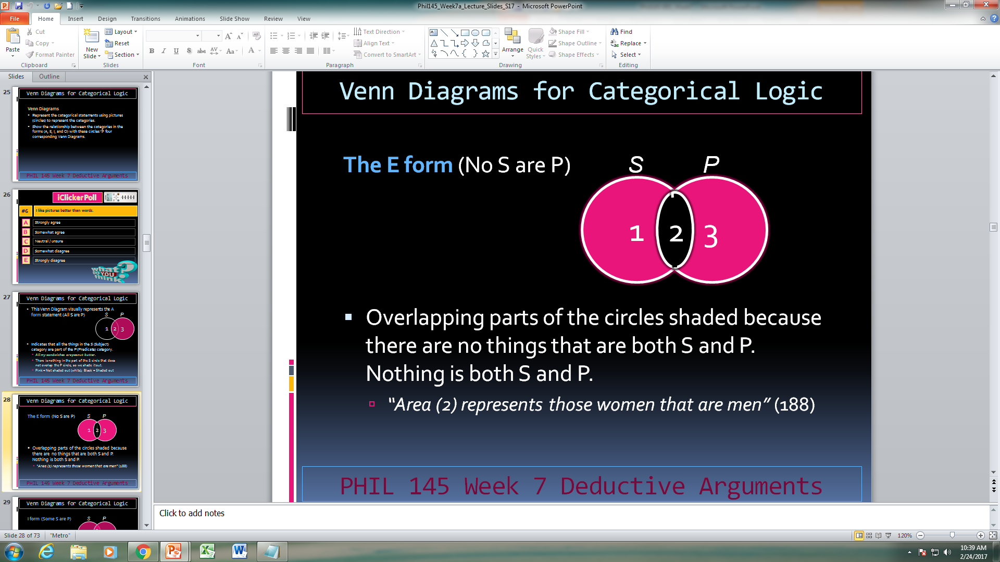 Phil145_Week7a_Lecture_Slides_S17 - Microsoft PowerPoint
File Home Insert Design Transitions Animations Slide Show Review View
Paste
Cut
Copy
Format Painter
Clipboard
New Slide
Layout
Reset
Section
Slides
B I U S abc AV Aa A
Font
Text Direction
Align Text
Convert to SmartArt
Paragraph
Arrange
Quick Styles
Shape Fill
Shape Outline
Shape Effects
Drawing
Find
Replace
Select
Editing
Slides Outline
25
Venn Diagrams for Categorical Logic
Venn Diagrams
Represent the categorical statements using pictures
(circles) to represent the categories.
Show the relationship between the categories in the
forms (A, E, I, and O) with these circles → four
corresponding Venn Diagrams.
PHIL 145 Week 7 Deductive Arguments
26
iClicker Poll
#6 I like pictures better than words.
A Strongly agree
B Somewhat agree
C Neutral / unsure
D Somewhat disagree
E Strongly disagree
what DO YOU think?
27
Venn Diagrams for Categorical Logic
This Venn Diagram visually represents the A
form statement (All S are P)
S P
1 2 3
Indicates that all the things in the S (Subject)
category are part of the P (Predicate) category.
All my sandwiches are peanut butter.
There is nothing in the part of the S circle that does
not overlap the P circle, so we shade it out.
Pink = Not shaded out (white); Black = Shaded out
PHIL 145 Week 7 Deductive Arguments
28
Venn Diagrams for Categorical Logic
The E form (No S are P)
S P
1 2 3
Overlapping parts of the circles shaded because
there are no things that are both S and P.
Nothing is both S and P.
"Area (2) represents those women that are men" (188)
PHIL 145 Week 7 Deductive Arguments
29
Venn Diagrams for Categorical Logic
I form (Some S are P)
S P
Venn Diagrams for Categorical Logic
The E form (No S are P)
S P
1 2 3
Overlapping parts of the circles shaded because
there are no things that are both S and P.
Nothing is both S and P.
“Area (2) represents those women that are men” (188)
PHIL 145 Week 7 Deductive Arguments
Click to add notes
Slide 28 of 73 "Metro" 120%
10:39 AM
2/24/2017